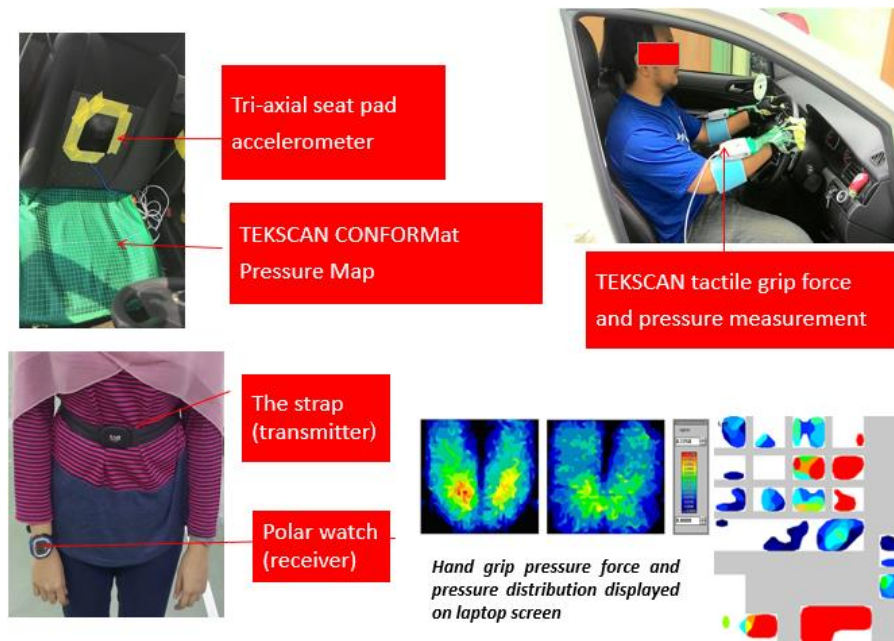 Tri-axial seat pad
accelerometer
TEKSCAN CONFORMat
Pressure Map
TEKSCAN tactile grip force
and pressure measurement
The strap
(transmitter)
Polar watch
(receiver)
Hand grip pressure force and
pressure distribution displayed
on laptop screen